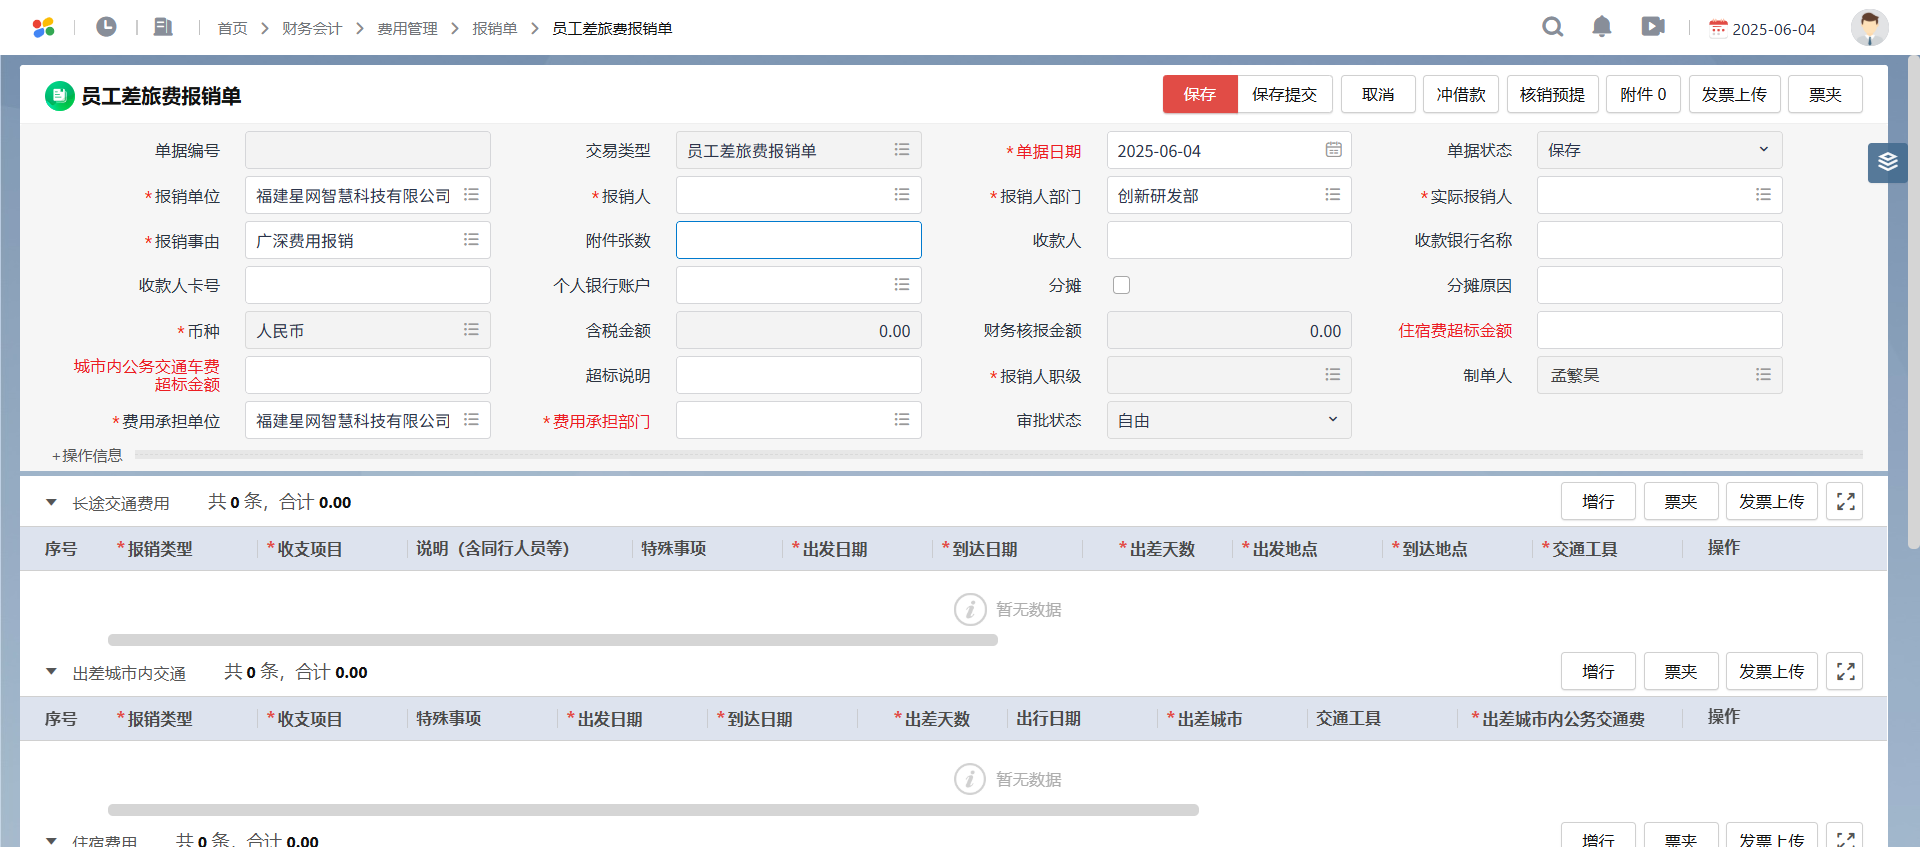 首页 > 财务会计 > 费用管理 > 报销单 > 员工差旅费报销单 2025-06-04
员工差旅费报销单 保存 保存提交 取消 冲借款 核销预提 附件 0 发票上传 票夹
单据编号 交易类型 员工差旅费报销单 *单据日期 2025-06-04 单据状态 保存
*报销单位 福建星网智慧科技有限公司 *报销人 *报销人部门 创新研发部 *实际报销人
*报销事由 广深费用报销 附件张数 收款人 收款银行名称
收款人卡号 个人银行账户 分摊 分摊原因
*币种 人民币 含税金额 0.00 财务核报金额 0.00 住宿费超标金额
城市内公务交通车费
超标金额 超标说明 *报销人职级 制单人 孟繁昊
*费用承担单位 福建星网智慧科技有限公司 *费用承担部门 审批状态 自由
+操作信息
长途交通费用 共 0 条, 合计 0.00 增行 票夹 发票上传
序号 *报销类型 *收支项目 说明（含同行人员等） 特殊事项 *出发日期 *到达日期 *出差天数 *出发地点 *到达地点 *交通工具 操作
暂无数据
出差城市内交通 共 0 条, 合计 0.00 增行 票夹 发票上传
序号 *报销类型 *收支项目 特殊事项 *出发日期 *到达日期 *出差天数 出行日期 *出差城市 交通工具 *出差城市内公务交通费 操作
暂无数据
住宿费用 共 0 条, 合计 0.00 增行 票夹 发票上传